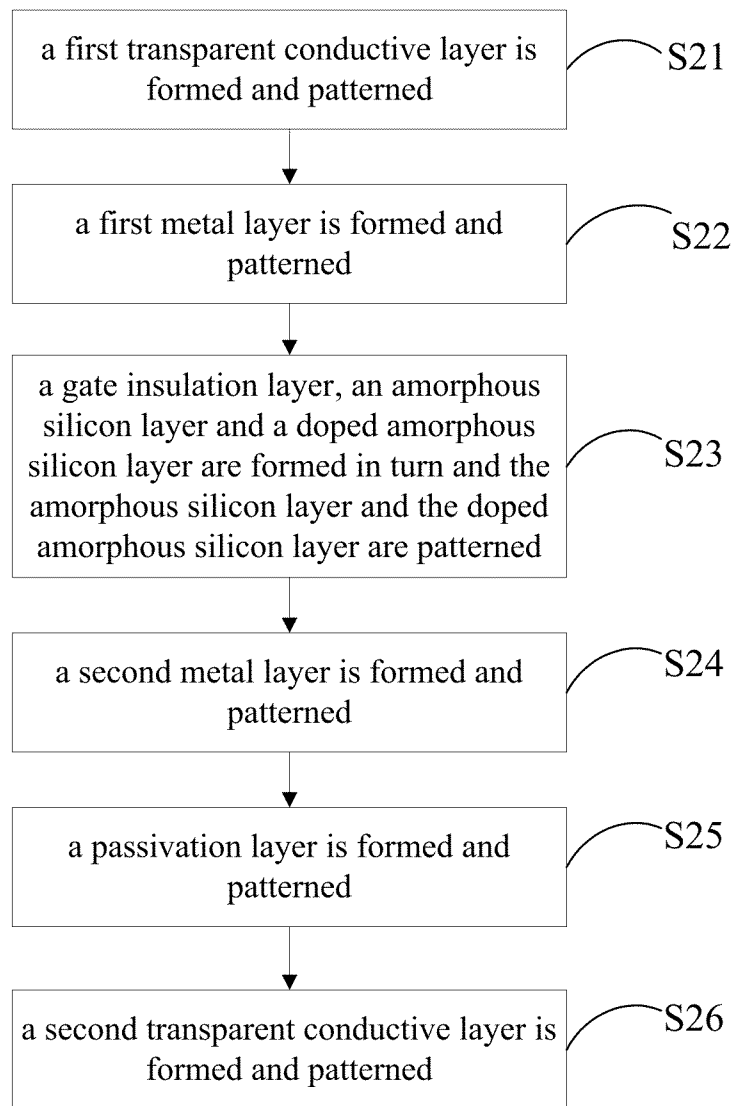 a first transparent conductive layer is
formed and patterned
S21
a first metal layer is formed and
patterned
S22
a gate insulation layer, an amorphous
silicon layer and a doped amorphous
silicon layer are formed in turn and the
amorphous silicon layer and the doped
amorphous silicon layer are patterned
S23
a second metal layer is formed and
patterned
S24
a passivation layer is formed and
patterned
S25
a second transparent conductive layer is
formed and patterned
S26